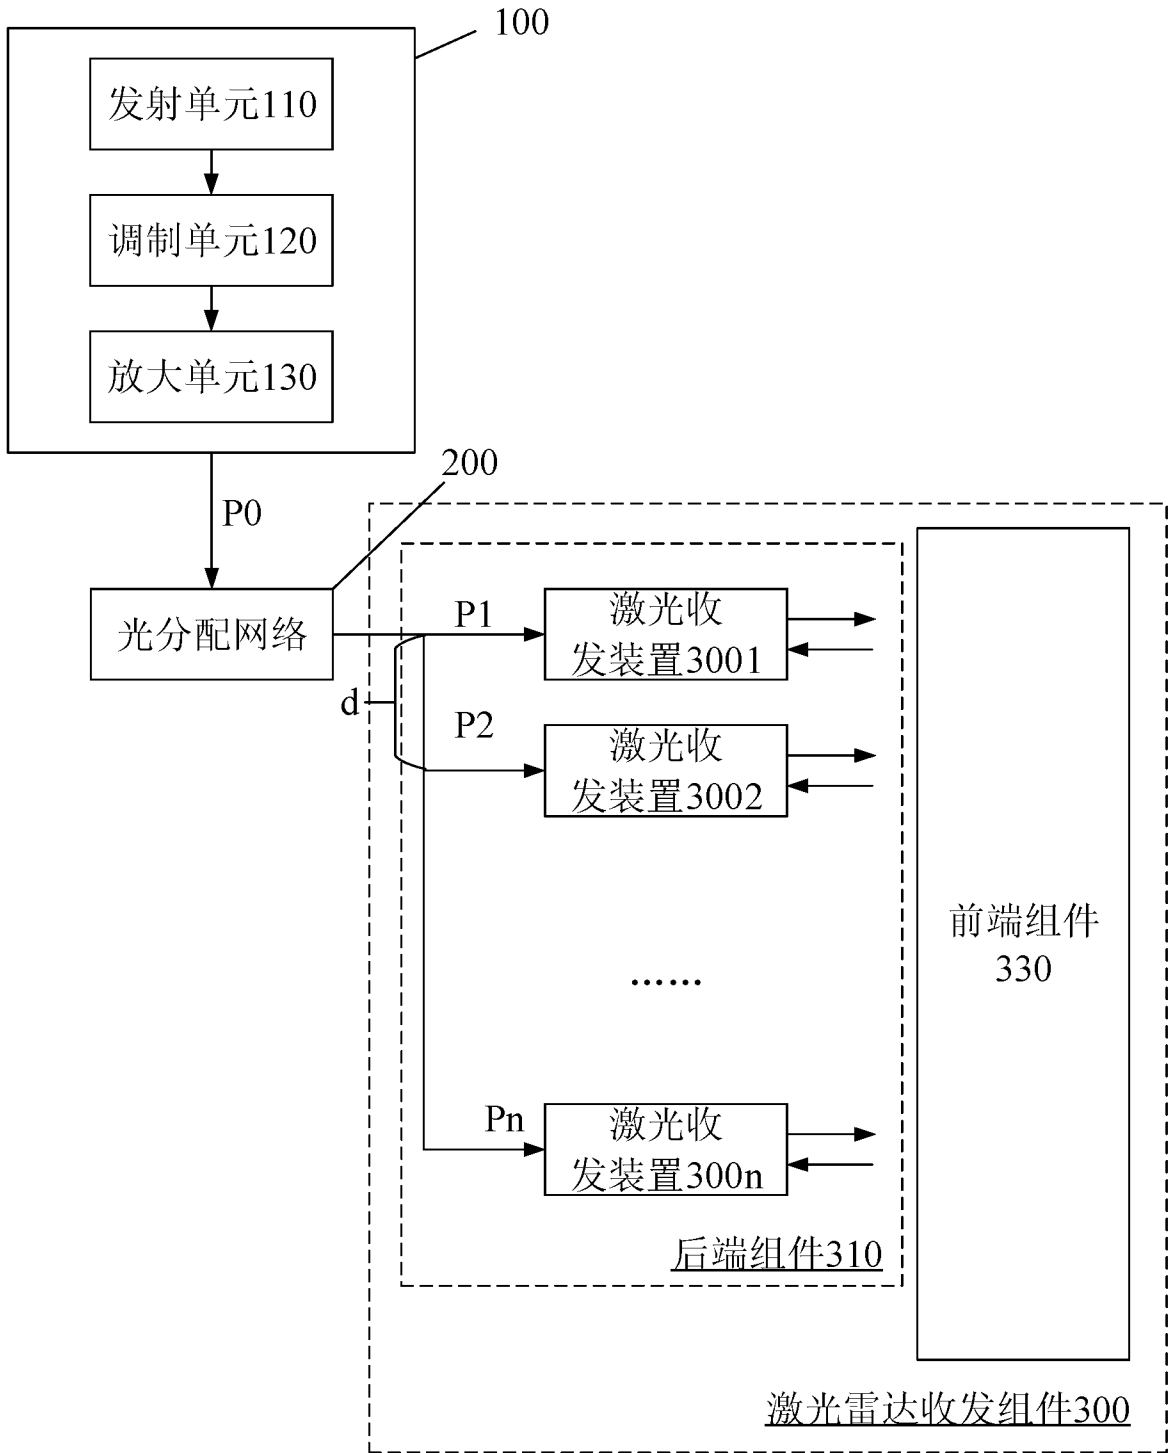 100
发射单元110
调制单元120
放大单元130
P0
200
光分配网络
P1
激光收
发装置3001
d
P2
激光收
发装置3002
前端组件
330
……
Pn
激光收
发装置300n
后端组件310
激光雷达收发组件300